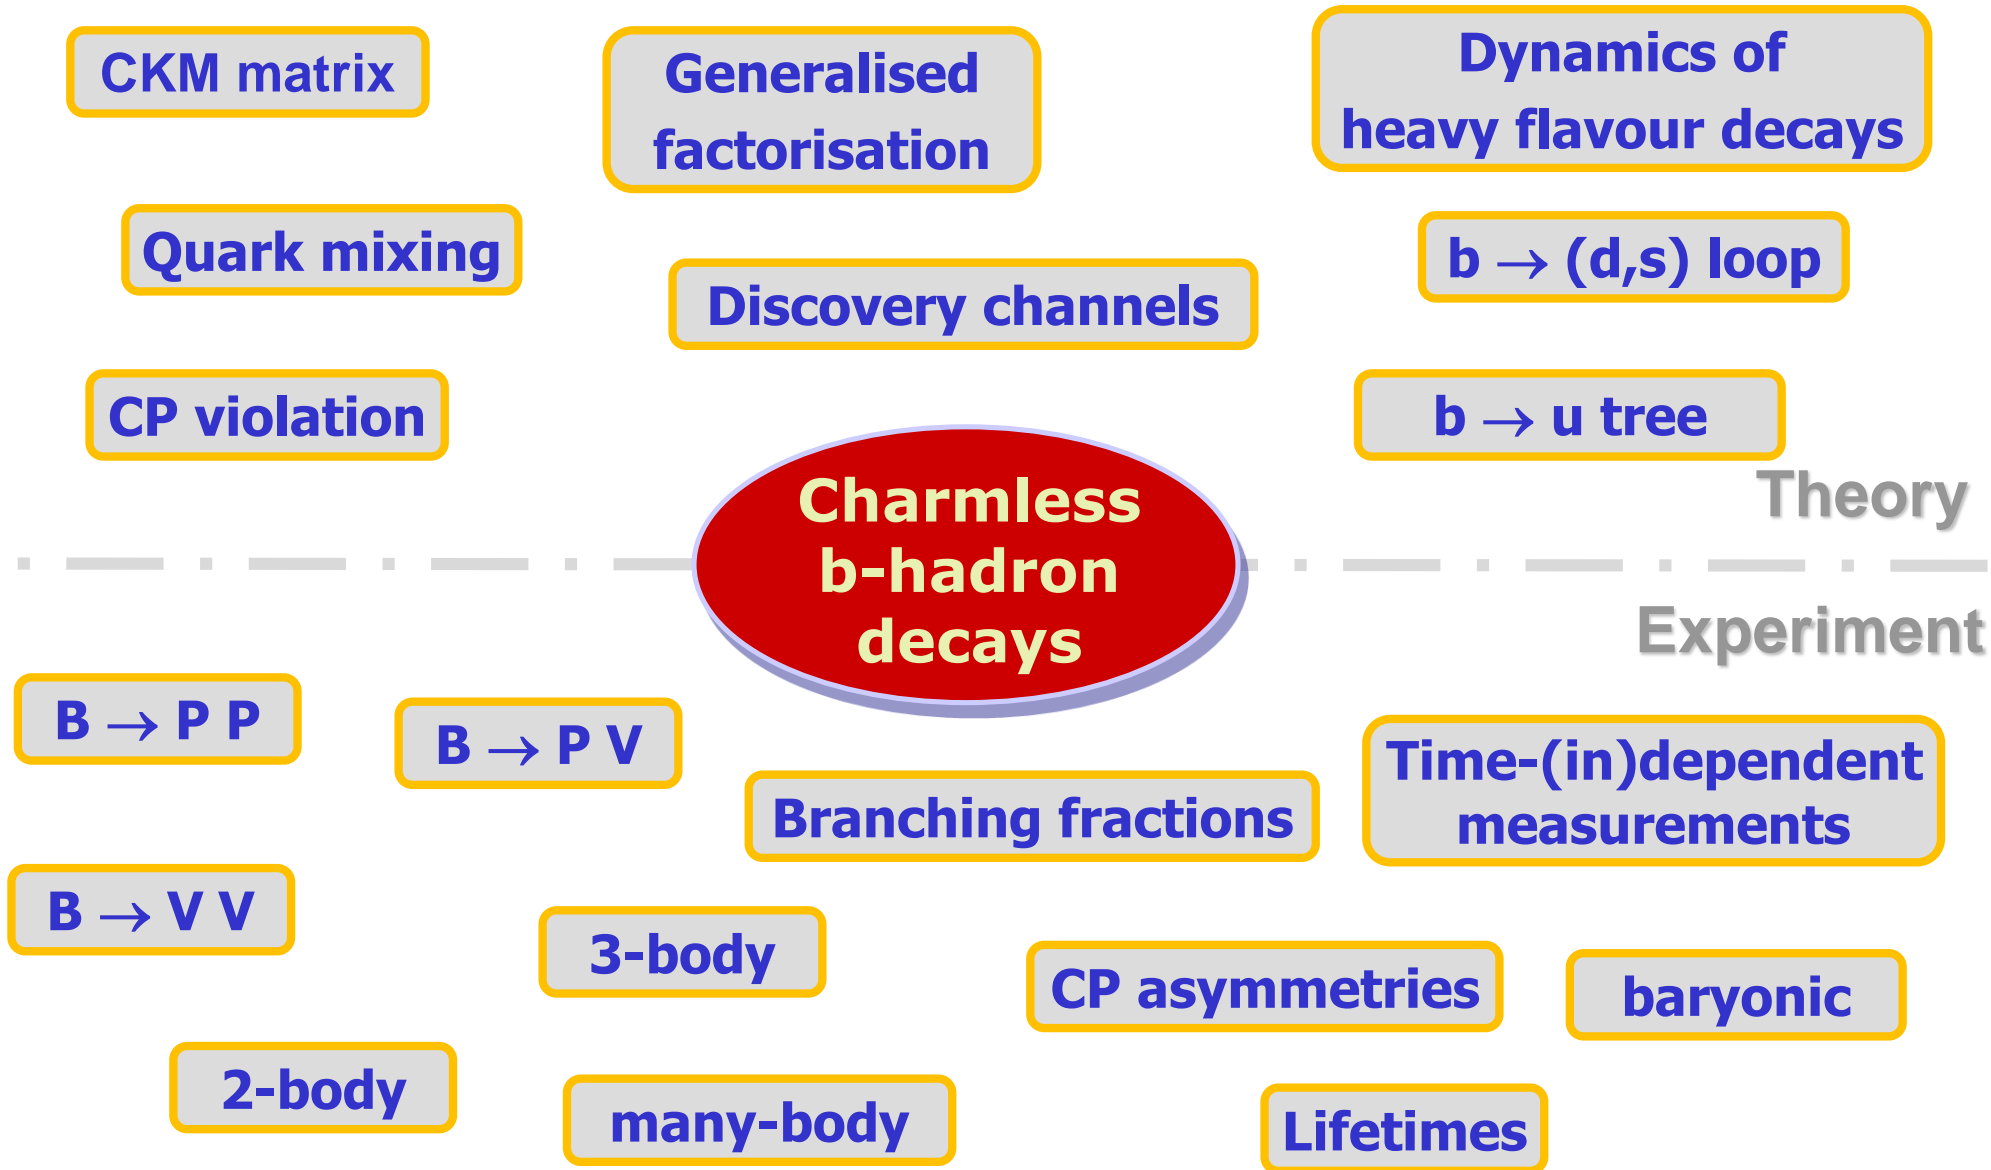 CKM matrix
Generalised
factorisation
Dynamics of
heavy flavour decays
Quark mixing
b → (d,s) loop
Discovery channels
CP violation
b → u tree
Theory
Charmless
b-hadron
decays
Experiment
B → P P
B → P V
Time-(in)dependent
measurements
Branching fractions
B → V V
3-body
CP asymmetries
baryonic
2-body
many-body
Lifetimes